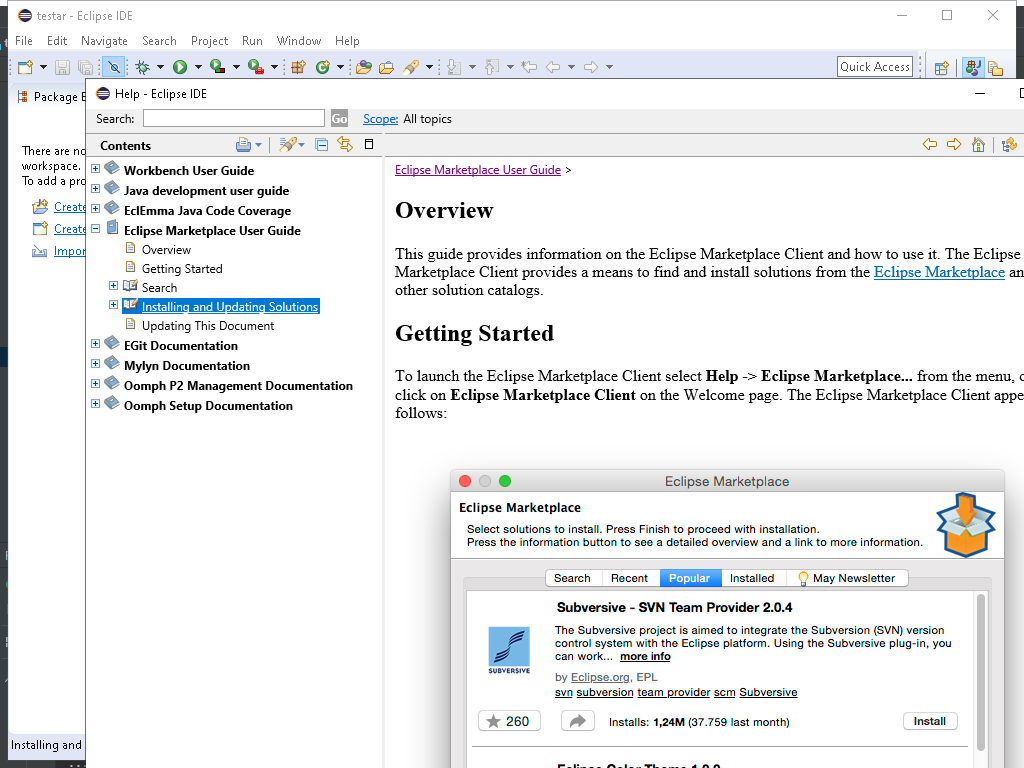 testar - Eclipse IDE
File Edit Navigate Search Project Run Window Help
Quick Access
Package E
Help - Eclipse IDE
Search: Go Scope: All topics
Contents
There are no
workspace.
To add a pro
Create
Create
Impor
Workbench User Guide
Java development user guide
EclEmma Java Code Coverage
Eclipse Marketplace User Guide
Overview
Getting Started
Search
Installing and Updating Solutions
Updating This Document
EGit Documentation
Mylyn Documentation
Oomph P2 Management Documentation
Oomph Setup Documentation
Eclipse Marketplace User Guide >
Overview
This guide provides information on the Eclipse Marketplace Client and how to use it. The Eclipse
Marketplace Client provides a means to find and install solutions from the Eclipse Marketplace an
other solution catalogs.
Getting Started
To launch the Eclipse Marketplace Client select Help -> Eclipse Marketplace... from the menu, o
click on Eclipse Marketplace Client on the Welcome page. The Eclipse Marketplace Client appe
follows:
Eclipse Marketplace
Eclipse Marketplace
Select solutions to install. Press Finish to proceed with installation.
Press the information button to see a detailed overview and a link to more information.
Search Recent Popular Installed May Newsletter
Subversive - SVN Team Provider 2.0.4
The Subversive project is aimed to integrate the Subversion (SVN) version
control system with the Eclipse platform. Using the Subversive plug-in, you
can work... more info
SUBVERSIVE
by Eclipse.org, EPL
svn subversion team provider scm Subversive
260 Installs: 1,24M (37.759 last month) Install
Installing and